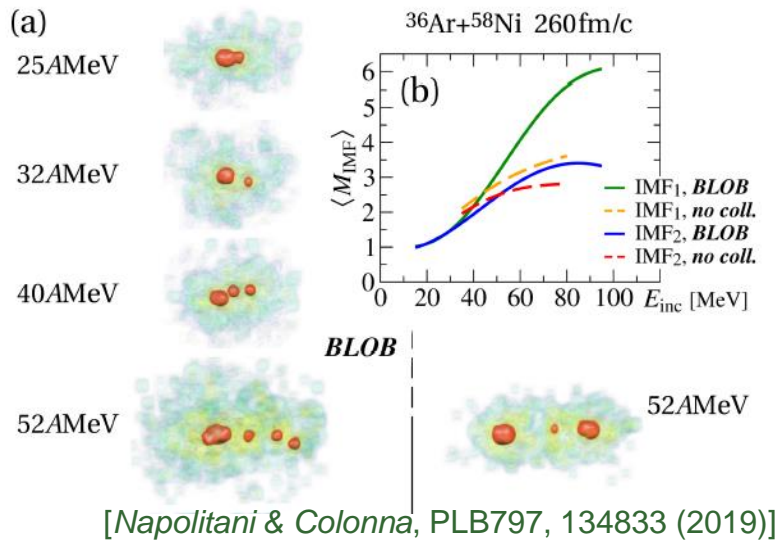 (a)
³⁶Ar+⁵⁸Ni 260fm/c
25AMeV
32AMeV
40AMeV
52AMeV
(b)
⟨M_IMF⟩
6
5
4
3
2
1
0
0 20 40 60 80 100 E_inc [MeV]
IMF₁, BLOB
IMF₁, no coll.
IMF₂, BLOB
IMF₂, no coll.
BLOB
52AMeV
[Napolitani & Colonna, PLB797, 134833 (2019)]